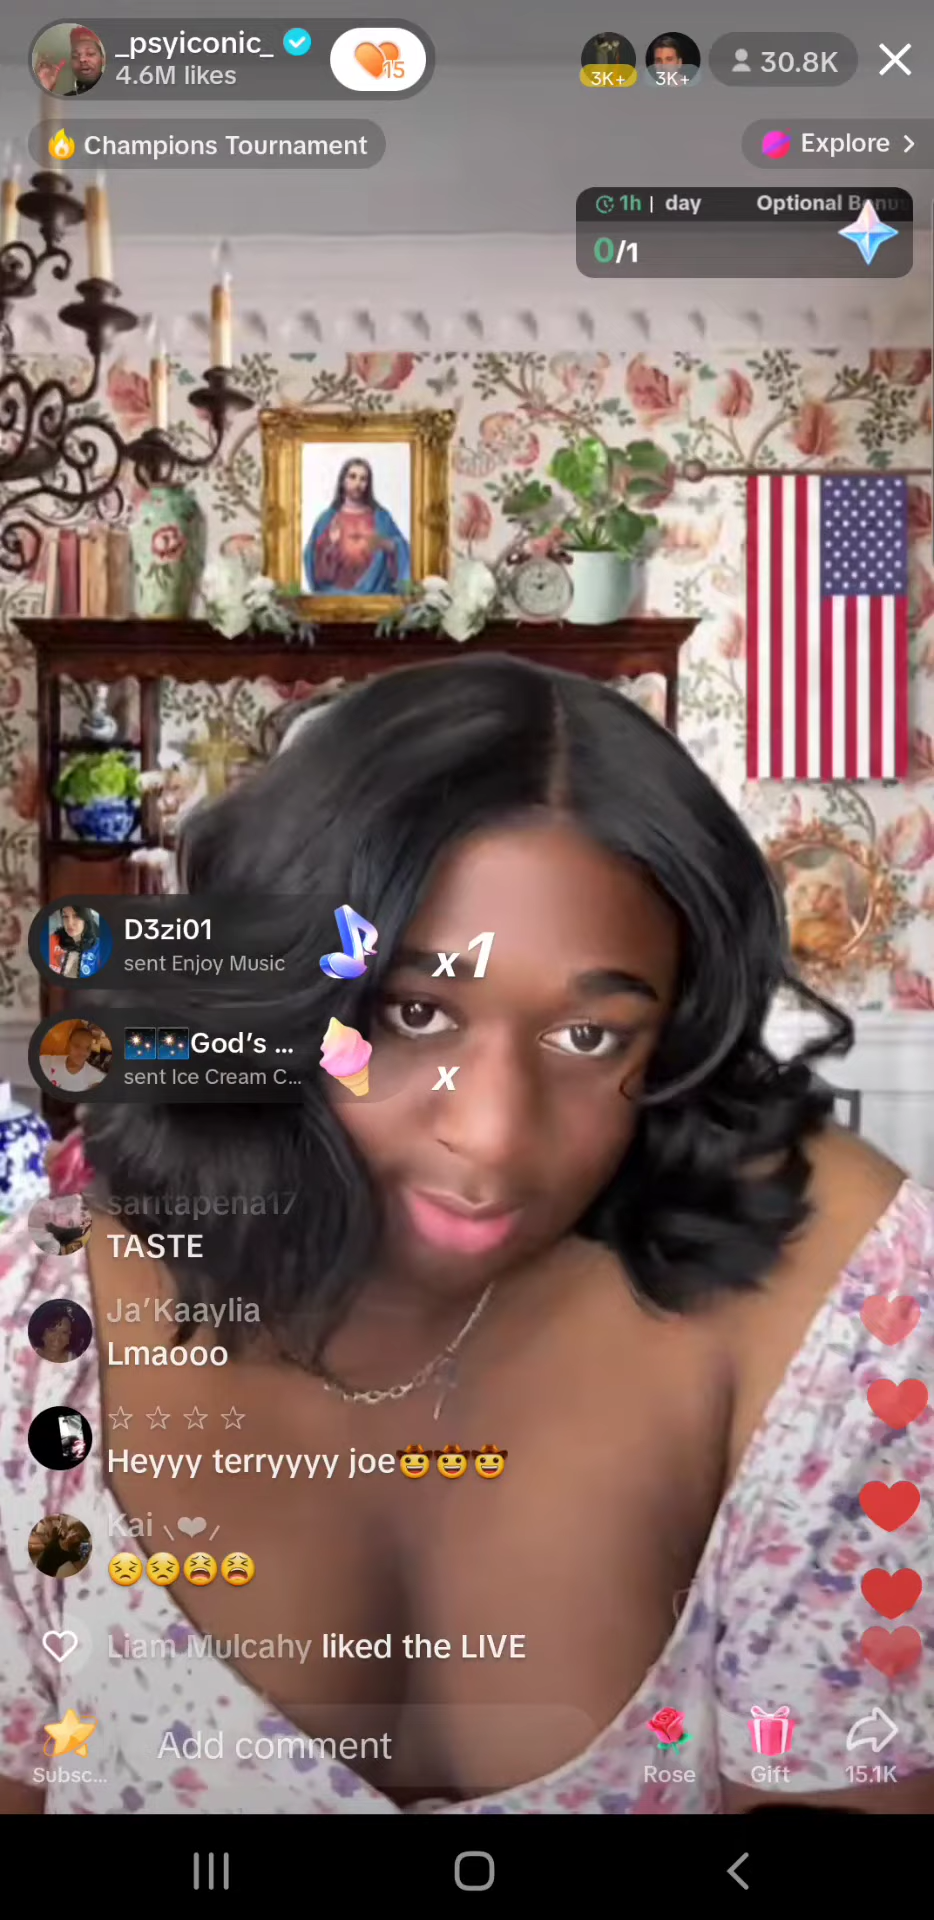 _psyiconic_
4.6M likes
15
3K+
3K+
30.8K
Champions Tournament
Explore
1h | day
Optional Bonus
0/1
D3zi01
sent Enjoy Music
x1
God's ...
sent Ice Cream C...
x
saritapena17
TASTE
Ja'Kaaylia
Lmaooo
☆ ☆ ☆ ☆
Heyyy terryyyy joe🤠🤠🤠
Kai ⸜❤︎⸝
😣😣😫😫
Liam Mulcahy liked the LIVE
Subsc...
Add comment
Rose
Gift
15.1K